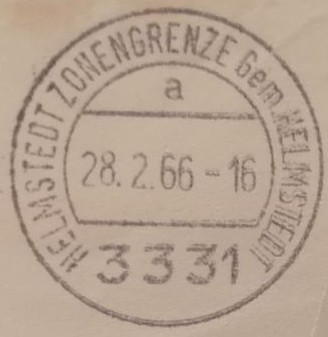 HELMSTEDT ZONENGRENZE Gem. HELMSTEDT
a
28.2.66-16
3331